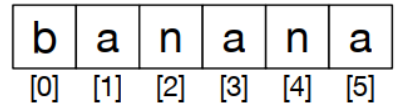 b a n a n a
[0] [1] [2] [3] [4] [5]